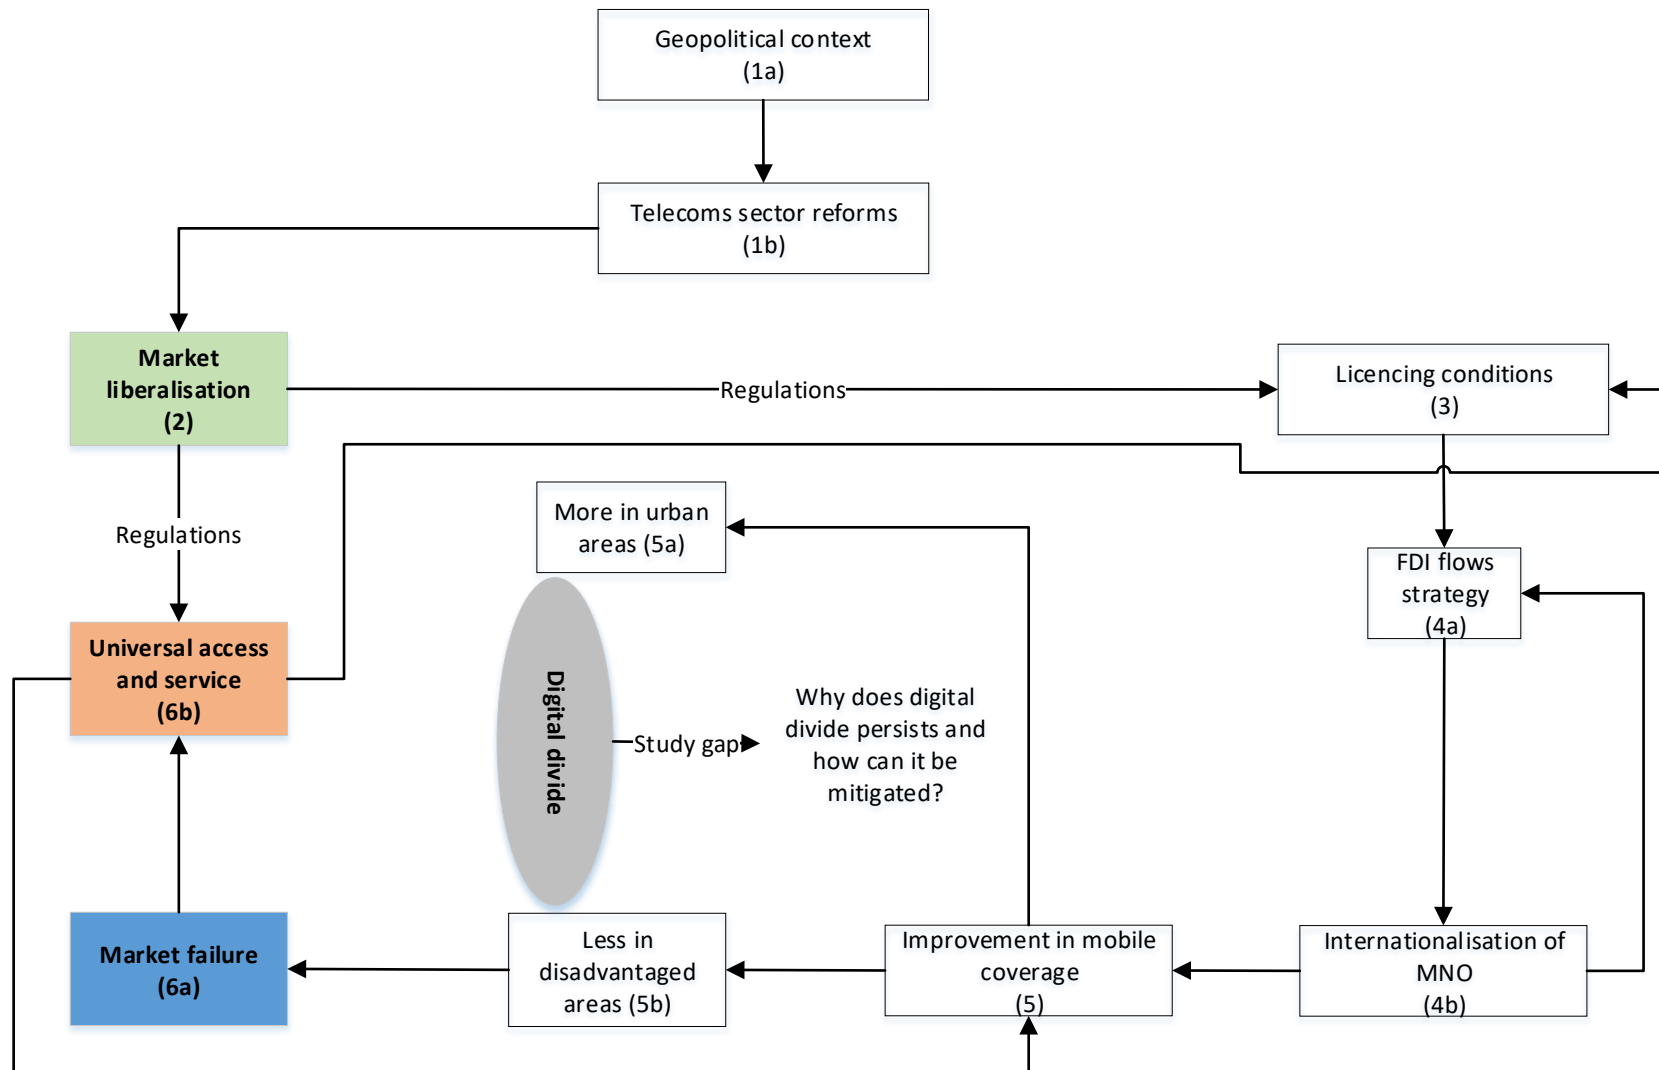 Geopolitical context
(1a)
Telecoms sector reforms
(1b)
Market
liberalisation
(2)
Regulations
Licencing conditions
(3)
Regulations
More in urban
areas (5a)
FDI flows
strategy
(4a)
Universal access
and service
(6b)
Digital divide
Study gap
Why does digital
divide persists and
how can it be
mitigated?
Market failure
(6a)
Less in
disadvantaged
areas (5b)
Improvement in mobile
coverage
(5)
Internationalisation of
MNO
(4b)